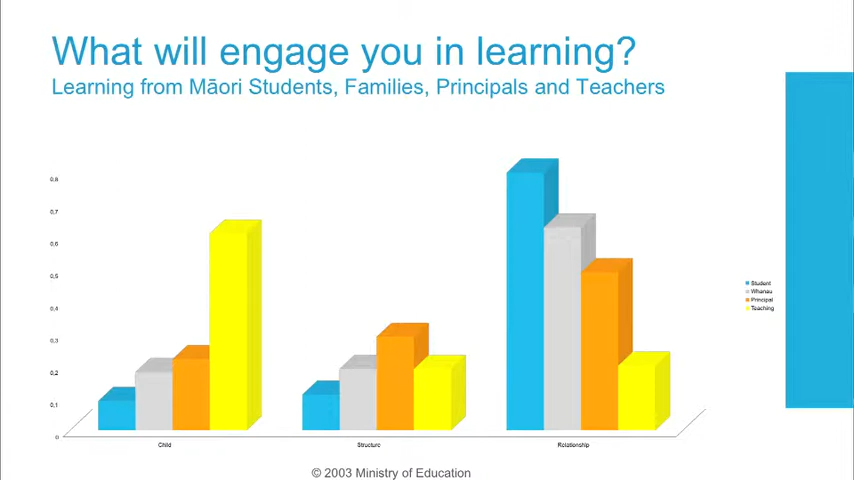 What will engage you in learning?
Learning from Māori Students, Families, Principals and Teachers
0,8
0,7
0,6
0,5
0,4
0,3
0,2
0,1
0
Child
Structure
Relationship
Student
Whanau
Principal
Teaching
© 2003 Ministry of Education